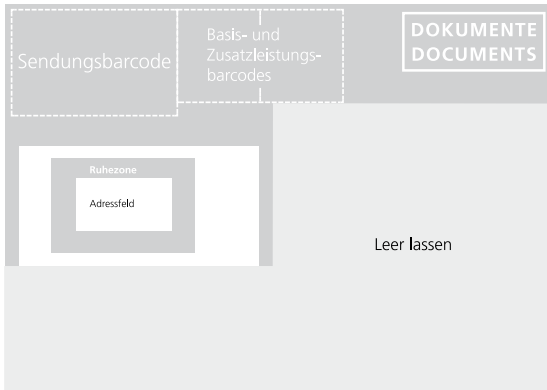 Sendungsbarcode
Basis- und
Zusatzleistungs-
barcodes
DOKUMENTE
DOCUMENTS
Ruhezone
Adressfeld
Leer lassen